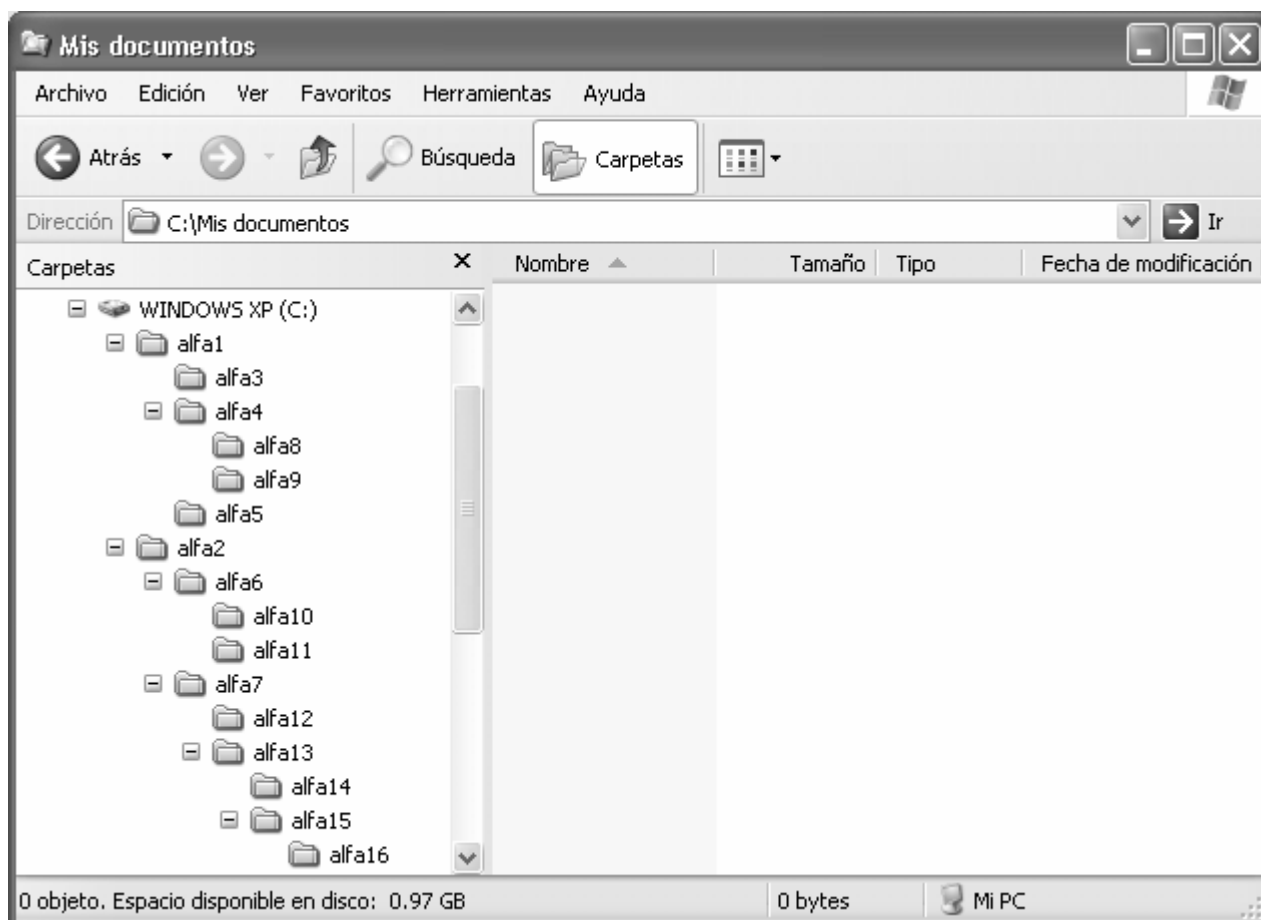 Mis documentos
Archivo Edición Ver Favoritos Herramientas Ayuda
Atrás Búsqueda Carpetas
Dirección C:\Mis documentos Ir
Carpetas Nombre Tamaño Tipo Fecha de modificación
WINDOWS XP (C:)
alfa1
alfa3
alfa4
alfa8
alfa9
alfa5
alfa2
alfa6
alfa10
alfa11
alfa7
alfa12
alfa13
alfa14
alfa15
alfa16
0 objeto. Espacio disponible en disco: 0.97 GB 0 bytes Mi PC